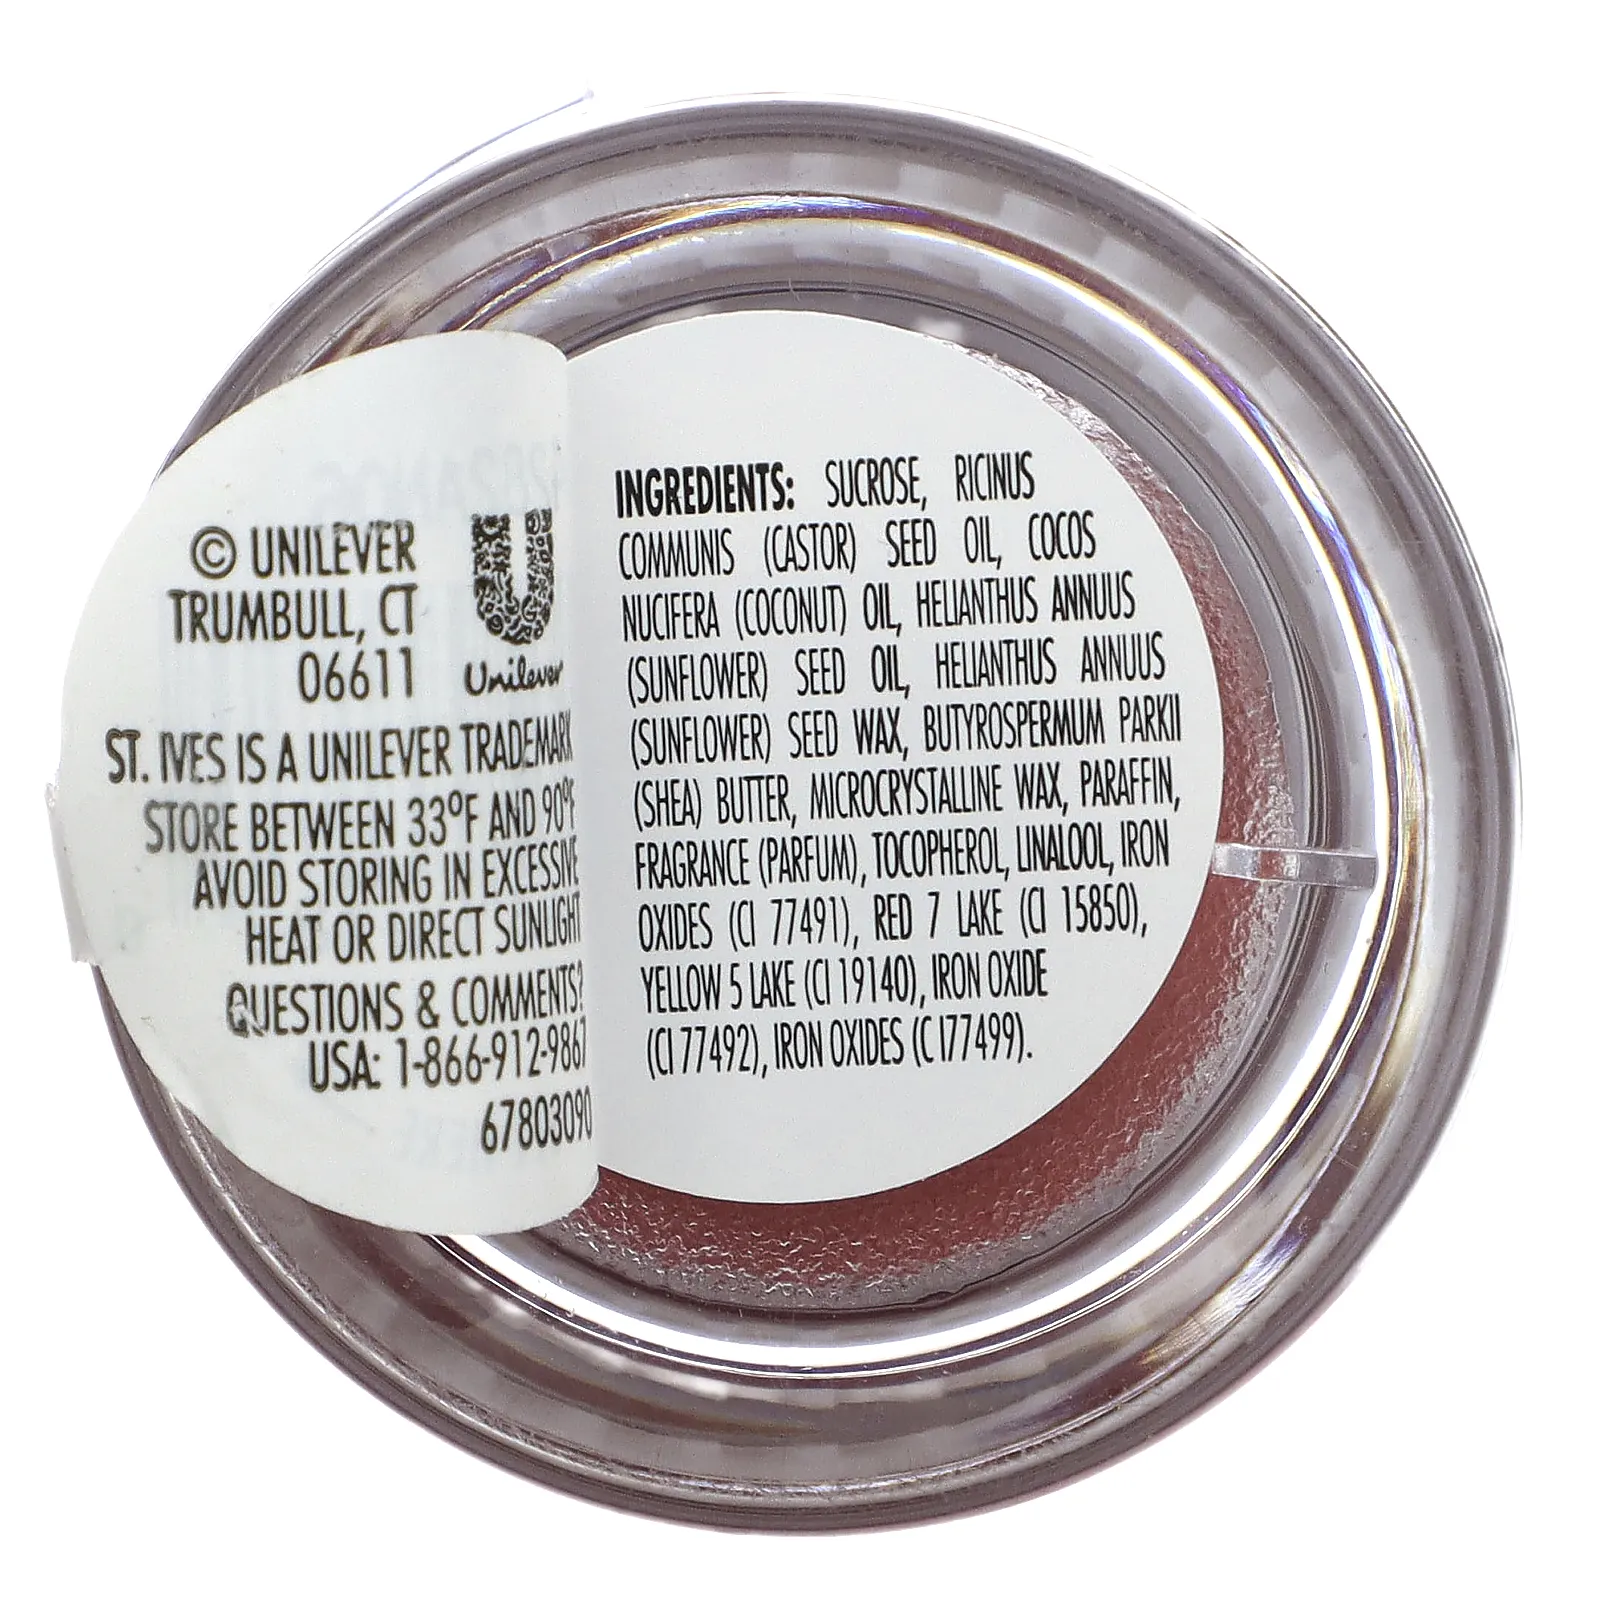 © UNILEVER
TRUMBULL, CT
06611
Unilever
ST. IVES IS A UNILEVER TRADEMARK
STORE BETWEEN 33°F AND 90°F
AVOID STORING IN EXCESSIVE
HEAT OR DIRECT SUNLIGHT
QUESTIONS & COMMENTS?
USA: 1-866-912-9867
67803090
INGREDIENTS: SUCROSE, RICINUS
COMMUNIS (CASTOR) SEED OIL, COCOS
NUCIFERA (COCONUT) OIL, HELIANTHUS ANNUUS
(SUNFLOWER) SEED OIL, HELIANTHUS ANNUUS
(SUNFLOWER) SEED WAX, BUTYROSPERMUM PARKII
(SHEA) BUTTER, MICROCRYSTALLINE WAX, PARAFFIN,
FRAGRANCE (PARFUM), TOCOPHEROL, LINALOOL, IRON
OXIDES (CI 77491), RED 7 LAKE (CI 15850),
YELLOW 5 LAKE (CI 19140), IRON OXIDE
(CI 77492), IRON OXIDES (C I77499).